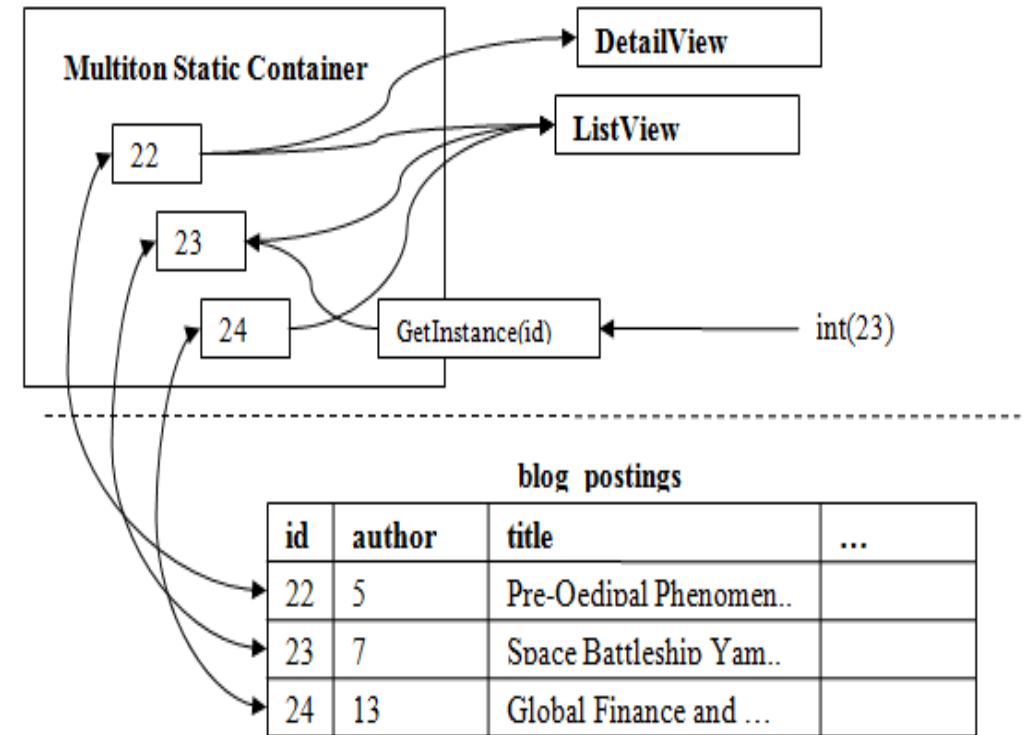 DetailView
Multiton Static Container
ListView
22
23
24
GetInstance(id)
int(23)
blog_postings
id author title ...
22 5 Pre-Oedipal Phenomen..
23 7 Space Battleship Yam..
24 13 Global Finance and ...